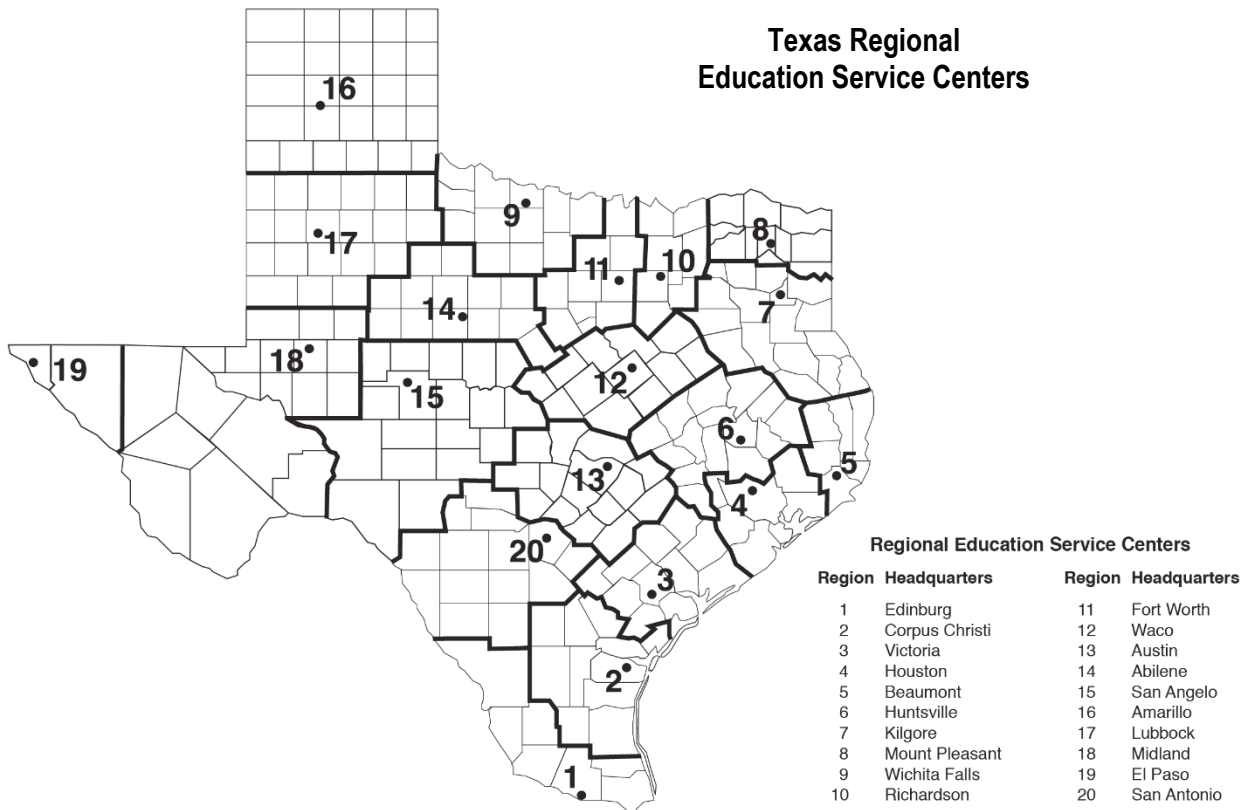 Texas Regional
Education Service Centers
16
9
17
8
10
11
7
14
18
19
12
15
6
5
13
4
20
3
2
1
Regional Education Service Centers
Region Headquarters Region Headquarters
1 Edinburg 11 Fort Worth
2 Corpus Christi 12 Waco
3 Victoria 13 Austin
4 Houston 14 Abilene
5 Beaumont 15 San Angelo
6 Huntsville 16 Amarillo
7 Kilgore 17 Lubbock
8 Mount Pleasant 18 Midland
9 Wichita Falls 19 El Paso
10 Richardson 20 San Antonio